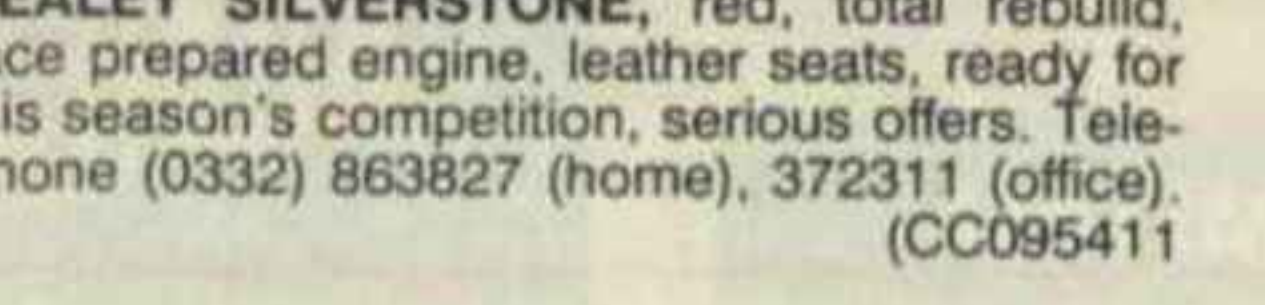 EALEY SILVERSTONE, red, total rebuild,
ce prepared engine, leather seats, ready for
is season's competition, serious offers. Tele-
hone (0332) 863827 (home), 372311 (office).
(CC095411